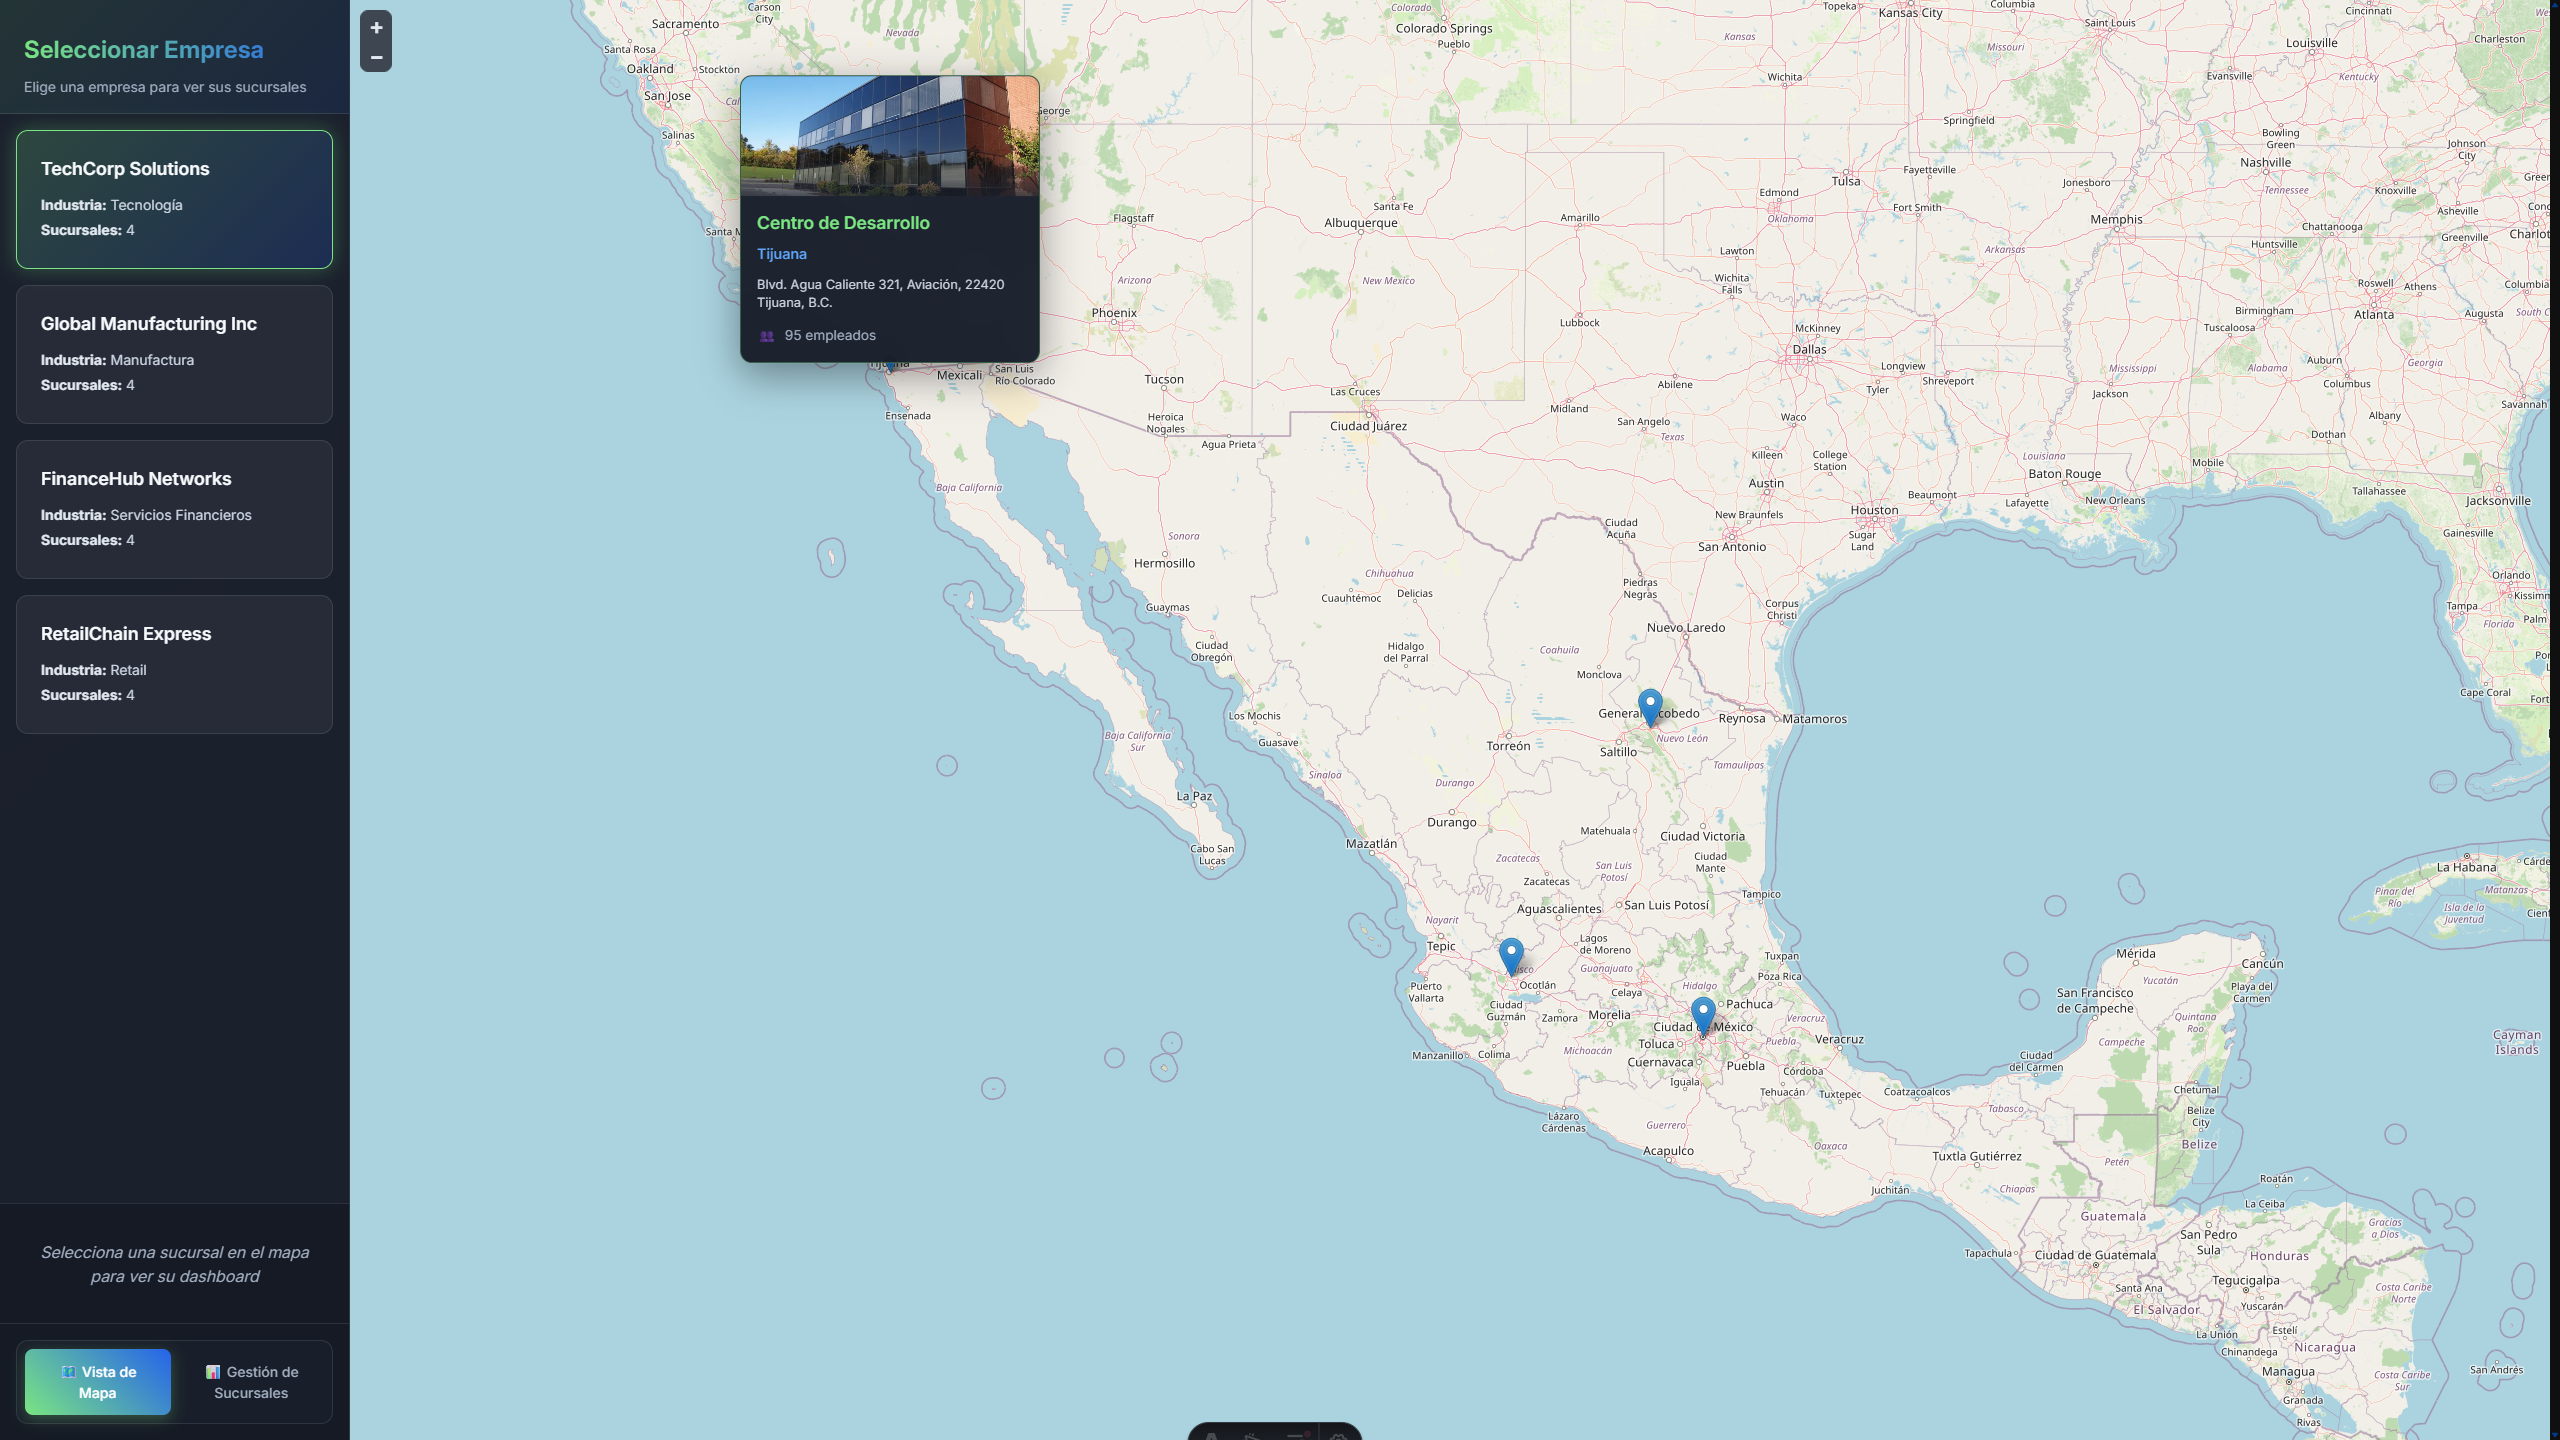 Seleccionar Empresa
Elige una empresa para ver sus sucursales
TechCorp Solutions
Industria: Tecnología
Sucursales: 4
Global Manufacturing Inc
Industria: Manufactura
Sucursales: 4
FinanceHub Networks
Industria: Servicios Financieros
Sucursales: 4
RetailChain Express
Industria: Retail
Sucursales: 4
Selecciona una sucursal en el mapa
para ver su dashboard
Vista de
Mapa
Gestión de
Sucursales
+
−
Centro de Desarrollo
Tijuana
Blvd. Agua Caliente 321, Aviación, 22420
Tijuana, B.C.
95 empleados
Sacramento
Carson
City
Nevada
Santa Rosa
Oakland
Stockton
San Jose
Salinas
Colorado
Colorado Springs
Pueblo
Topeka
Kansas City
Columbia
Saint Louis
Cincinnati
Louisville
Charleston
Kansas
Missouri
Evansville
Kentucky
Wichita
Springfield
Bowling
Green
Johnson
City
Nashville
Tennessee
Knoxville
Asheville
Flagstaff
Santa Fe
Albuquerque
Amarillo
Edmond
Oklahoma
Tulsa
Fayetteville
Fort Smith
Jonesboro
Memphis
Chattanooga
Greenville
Huntsville
Arkansas
Lawton
Wichita
Falls
Arizona
New Mexico
Phoenix
Lubbock
McKinney
Denton
Dallas
Roswell
Athens
Birmingham
Atlanta
Augusta
Tuscaloosa
Auburn
Columbus
Alabama
Georgia
Mississippi
Mexicali
San Luis
Río Colorado
Tucson
Las Cruces
Abilene
Longview
Tyler
Shreveport
Jackson
Albany
Savannah
Ensenada
Heroica
Nogales
Agua Prieta
Ciudad Juárez
Midland
San Angelo
Texas
Waco
Dothan
Killeen
College
Station
Louisiana
Baton Rouge
Mobile
Tallahassee
Jacksonville
Baja California
Austin
Beaumont
Lafayette
New Orleans
New Braunfels
Houston
Sugar
Land
San Antonio
Gainesville
Ciudad
Acuña
Sonora
Hermosillo
Chihuahua
Cuauhtémoc
Delicias
Piedras
Negras
Corpus
Christi
Orlando
Tampa
Florida
Guaymas
Ciudad
Obregón
Hidalgo
del Parral
Coahuila
Nuevo Laredo
Monclova
Cape Coral
Los Mochis
Guasave
Reynosa
Matamoros
Nuevo León
Torreón
Saltillo
Baja California
Sur
Tamaulipas
Sinaloa
Durango
La Paz
Durango
Matehuala
Ciudad Victoria
Mazatlán
Cabo San
Lucas
Zacatecas
San Luis
Potosí
Ciudad
Mante
La Habana
Zacatecas
Tampico
Pinar del
Río
Matanzas
Isla de la
Juventud
Nayarit
Aguascalientes
San Luis Potosí
Tepic
Lagos
de Moreno
Tuxpan
Mérida
Cancún
Guanajuato
Poza Rica
Yucatán
Puerto
Vallarta
Ocotlán
Celaya
Hidalgo
Playa del
Carmen
San Francisco
de Campeche
Ciudad
Guzmán
Zamora
Morelia
Pachuca
Veracruz
Quintana
Roo
Toluca
Puebla
Veracruz
Campeche
Cayman
Islands
Manzanillo
Colima
Michoacán
Cuernavaca
Puebla
Córdoba
Ciudad
del Carmen
Iguala
Tehuacán
Tuxtepec
Coatzacoalcos
Chetumal
Tabasco
Belize
City
Lázaro
Cárdenas
Guerrero
Belize
Acapulco
Oaxaca
Tuxtla Gutiérrez
Petén
Juchitán
Chiapas
Roatán
La Ceiba
Guatemala
San Pedro
Sula
Gracias
a Dios
Tapachula
Ciudad de Guatemala
Honduras
Tegucigalpa
Santa Ana
El Salvador
Yuscarán
Costa Caribe
Norte
La Unión
Estelí
Chinandega
Nicaragua
Managua
Costa Caribe
Sur
San Andrés
Granada
Rivas